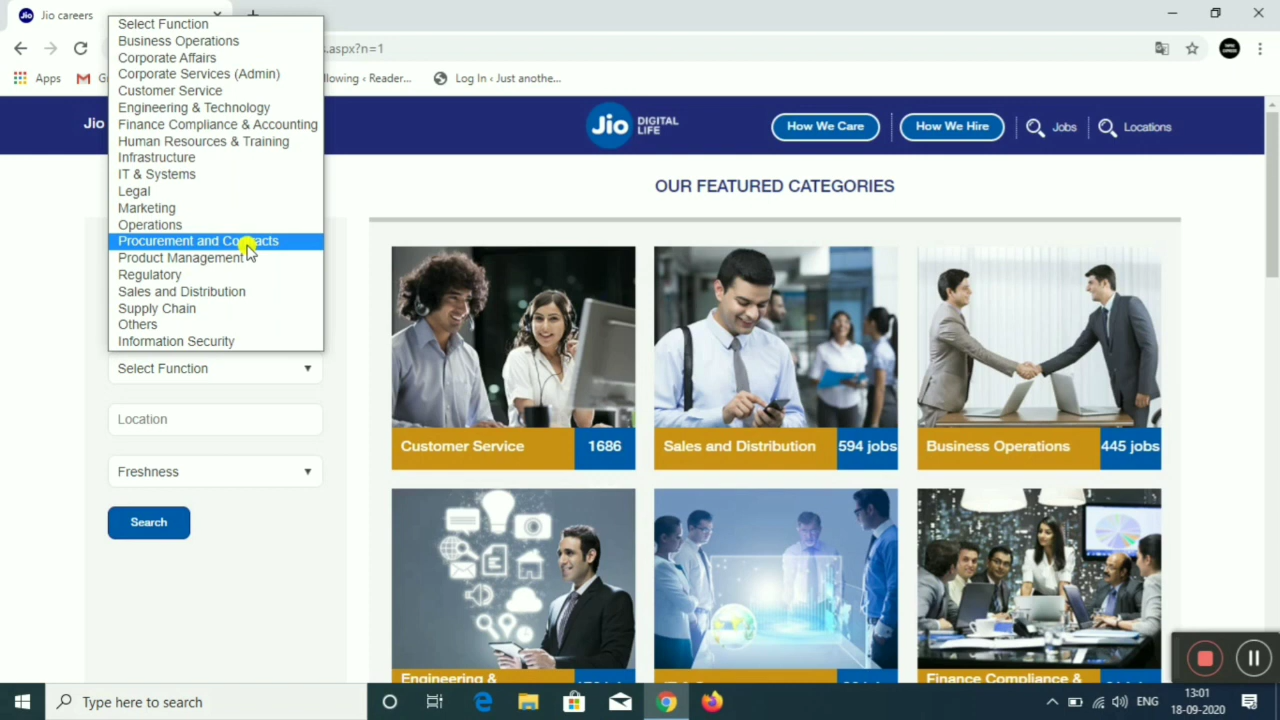 Jio careers
s.aspx?n=1
Apps
G
llowing ‹ Reader...
Log In ‹ Just anothe...
Select Function
Business Operations
Corporate Affairs
Corporate Services (Admin)
Customer Service
Engineering & Technology
Finance Compliance & Accounting
Human Resources & Training
Infrastructure
IT & Systems
Legal
Marketing
Operations
Procurement and Contracts
Product Management
Regulatory
Sales and Distribution
Supply Chain
Others
Information Security
Select Function
Location
Freshness
Search
Jio
Jio DIGITAL
LIFE
How We Care
How We Hire
Jobs
Locations
OUR FEATURED CATEGORIES
Customer Service 1686
Sales and Distribution 594 jobs
Business Operations 445 jobs
Engineering &
Finance Compliance &
Type here to search
ENG
13:01
18-09-2020